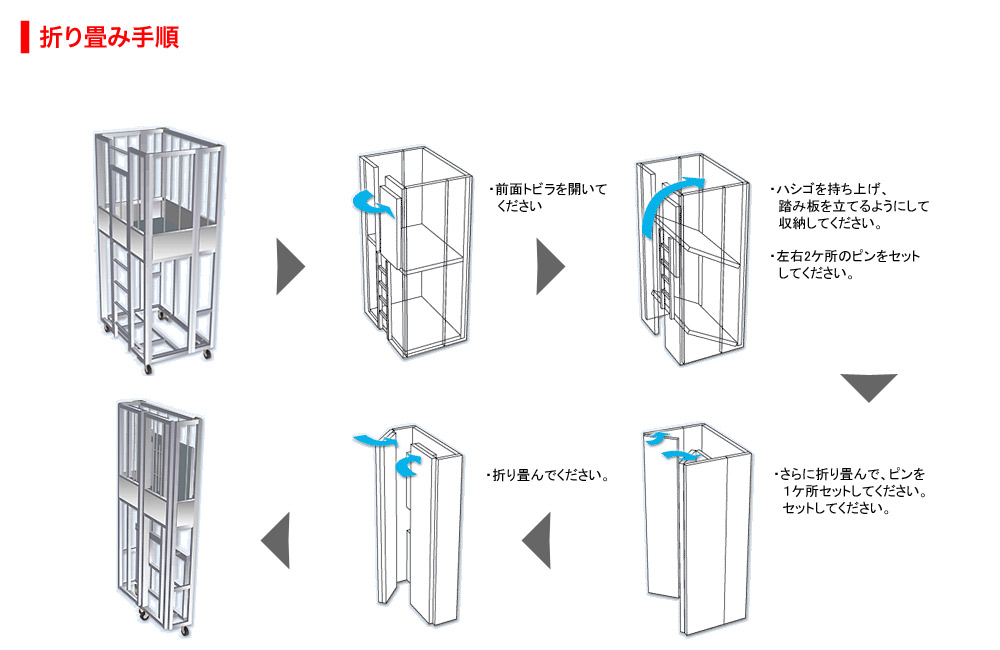 折り畳み手順
・前面トビラを開いて
ください
・ハシゴを持ち上げ、
踏み板を立てるようにして
収納してください。
・左右2ケ所のピンをセット
してください。
・さらに折り畳んで、ピンを
1ケ所セットしてください。
セットしてください。
・折り畳んでください。